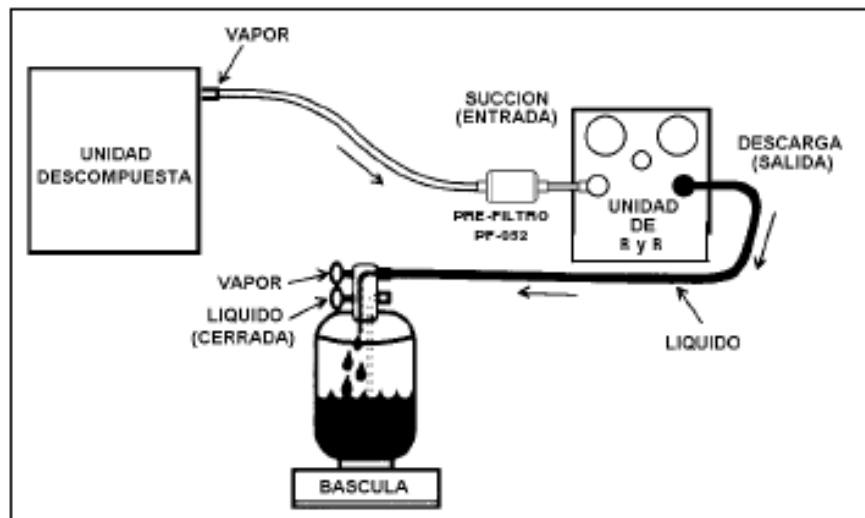 VAPOR
SUCCION
(ENTRADA)
DESCARGA
(SALIDA)
UNIDAD
DESCOMPUESTA
PRE-FILTRO
PF-052
UNIDAD
DE
R y R
VAPOR
LIQUIDO
(CERRADA)
LIQUIDO
BASCULA